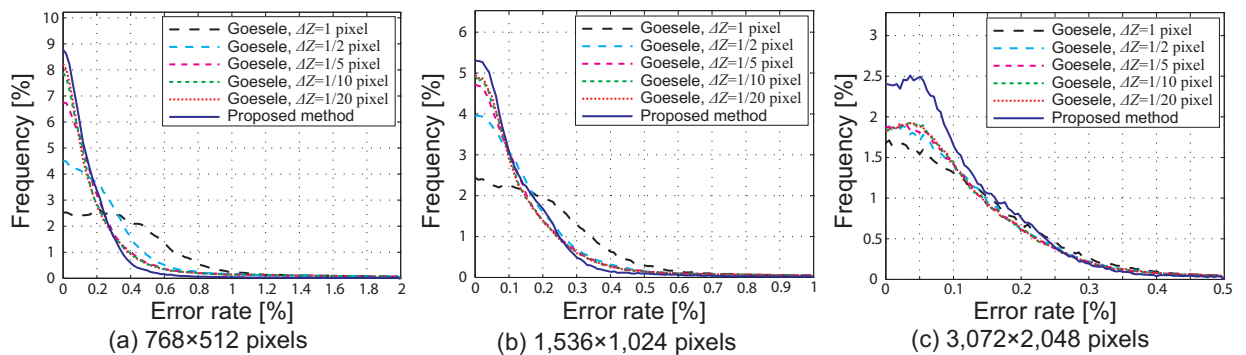 Frequency [%]
10
9
8
7
6
5
4
3
2
1
0
0 0.2 0.4 0.6 0.8 1.0 1.2 1.4 1.6 1.8 2
Goesele, ΔZ=1 pixel
Goesele, ΔZ=1/2 pixel
Goesele, ΔZ=1/5 pixel
Goesele, ΔZ=1/10 pixel
Goesele, ΔZ=1/20 pixel
Proposed method
Error rate [%]
(a) 768×512 pixels
Frequency [%]
6
5
4
3
2
1
0
0 0.1 0.2 0.3 0.4 0.5 0.6 0.7 0.8 0.9 1
Goesele, ΔZ=1 pixel
Goesele, ΔZ=1/2 pixel
Goesele, ΔZ=1/5 pixel
Goesele, ΔZ=1/10 pixel
Goesele, ΔZ=1/20 pixel
Proposed method
Error rate [%]
(b) 1,536×1,024 pixels
Frequency [%]
3
2.5
2.0
1.5
1
0.5
0
0 0.1 0.2 0.3 0.4 0.5
Goesele, ΔZ=1 pixel
Goesele, ΔZ=1/2 pixel
Goesele, ΔZ=1/5 pixel
Goesele, ΔZ=1/10 pixel
Goesele, ΔZ=1/20 pixel
Proposed method
Error rate [%]
(c) 3,072×2,048 pixels